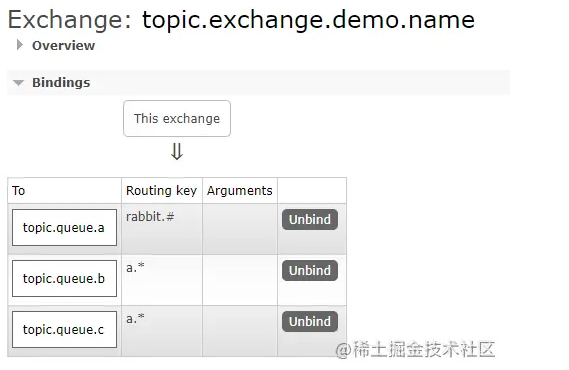 Exchange: topic.exchange.demo.name
Overview
Bindings
This exchange
⇓
To Routing key Arguments
topic.queue.a rabbit.# Unbind
topic.queue.b a.* Unbind
topic.queue.c a.* Unbind
@稀土掘金技术社区